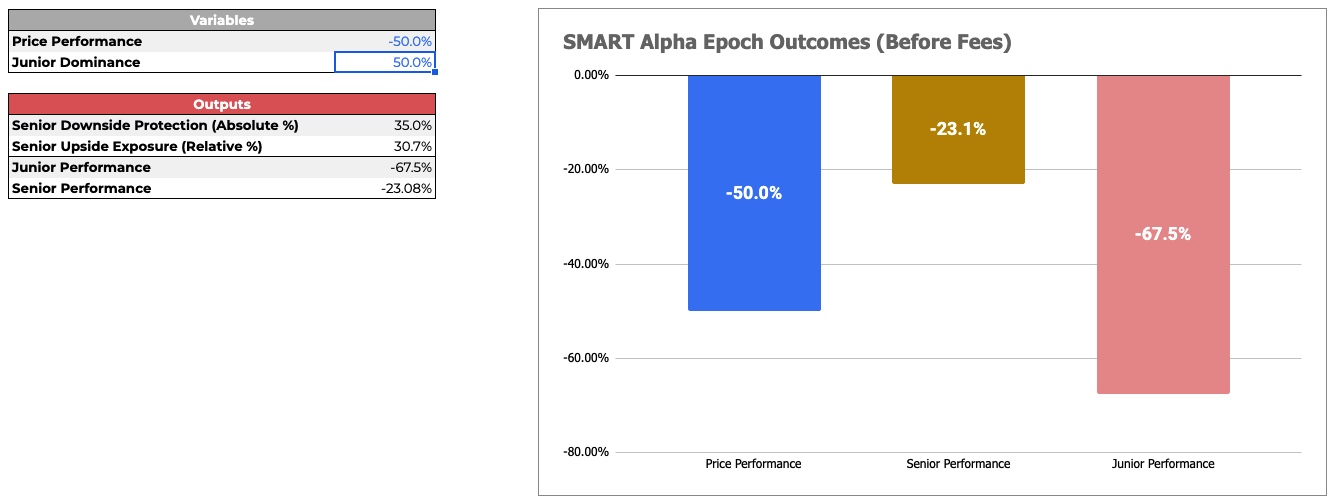 Variables
Price Performance -50.0%
Junior Dominance 50.0%
Outputs
Senior Downside Protection (Absolute %) 35.0%
Senior Upside Exposure (Relative %) 30.7%
Junior Performance -67.5%
Senior Performance -23.08%
SMART Alpha Epoch Outcomes (Before Fees)
0.00%
-20.00%
-40.00%
-60.00%
-80.00%
-50.0%
-23.1%
-67.5%
Price Performance Senior Performance Junior Performance